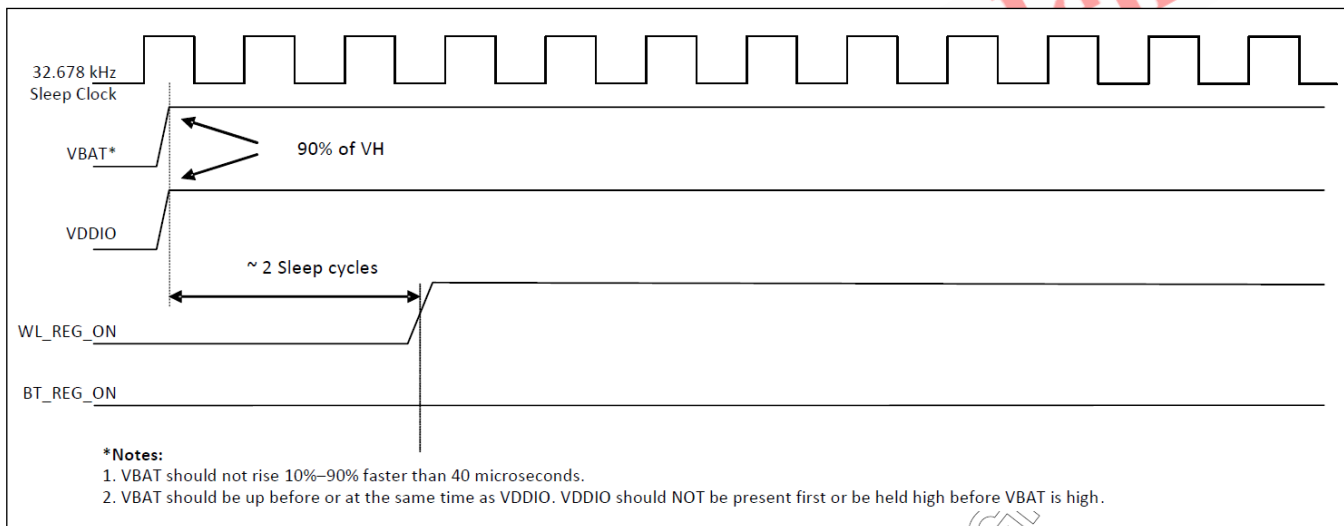 32.678 kHz
Sleep Clock
VBAT*
90% of VH
VDDIO
~ 2 Sleep cycles
WL_REG_ON
BT_REG_ON
*Notes:
1. VBAT should not rise 10%–90% faster than 40 microseconds.
2. VBAT should be up before or at the same time as VDDIO. VDDIO should NOT be present first or be held high before VBAT is high.